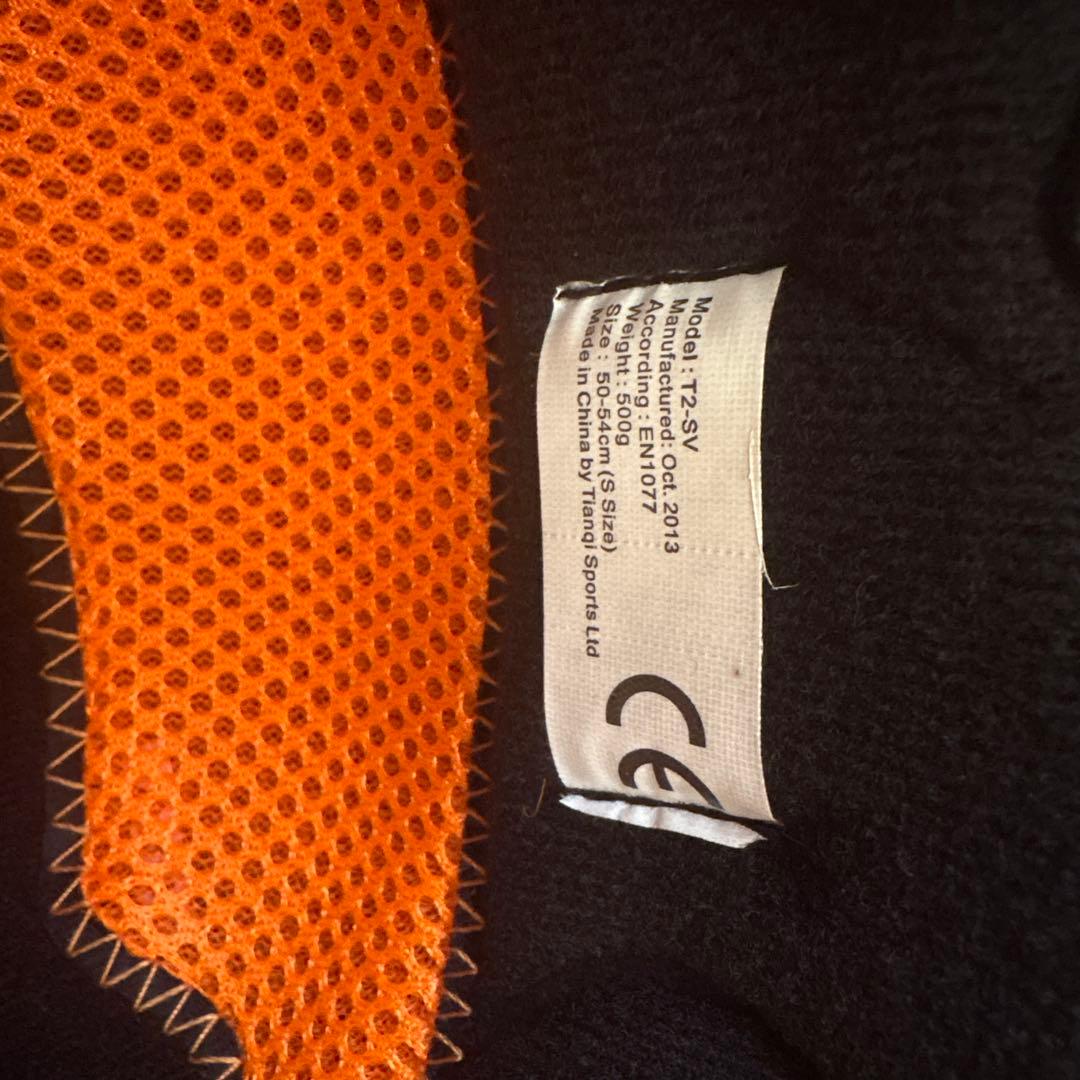 Model : T2-SV
Manufactured: Oct. 2013
According : EN1077
Weight : 500g
Size : 50-54cm (S Size)
Made in China by Tianqi Sports Ltd
CE